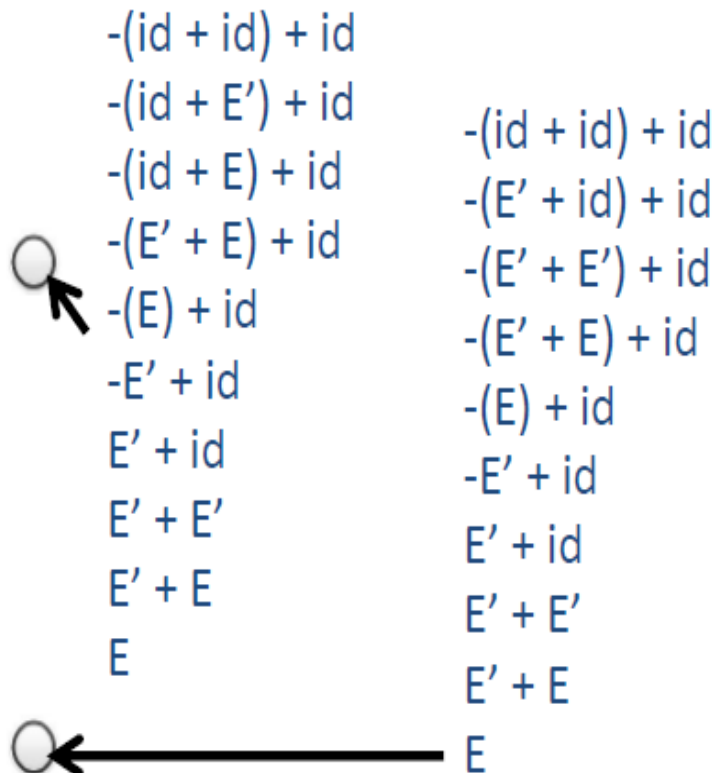 -(id + id) + id
-(id + E’) + id
-(id + E) + id
-(E’ + E) + id
-(E) + id
-E’ + id
E’ + id
E’ + E’
E’ + E
E
-(id + id) + id
-(E’ + id) + id
-(E’ + E’) + id
-(E’ + E) + id
-(E) + id
-E’ + id
E’ + id
E’ + E’
E’ + E
E